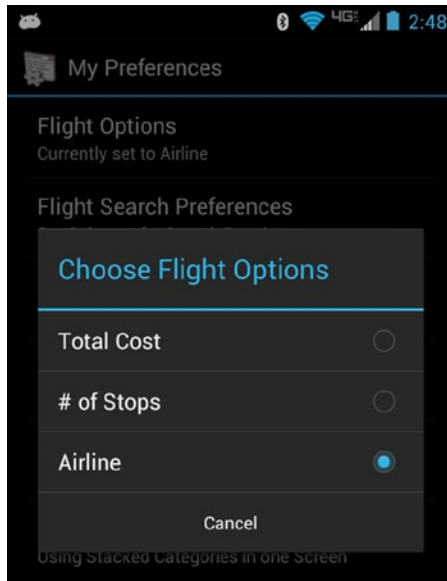 4G 2:48
My Preferences
Flight Options
Currently set to Airline
Flight Search Preferences
Choose Flight Options
Total Cost
# of Stops
Airline
Cancel
Using Stacked Categories in one Screen